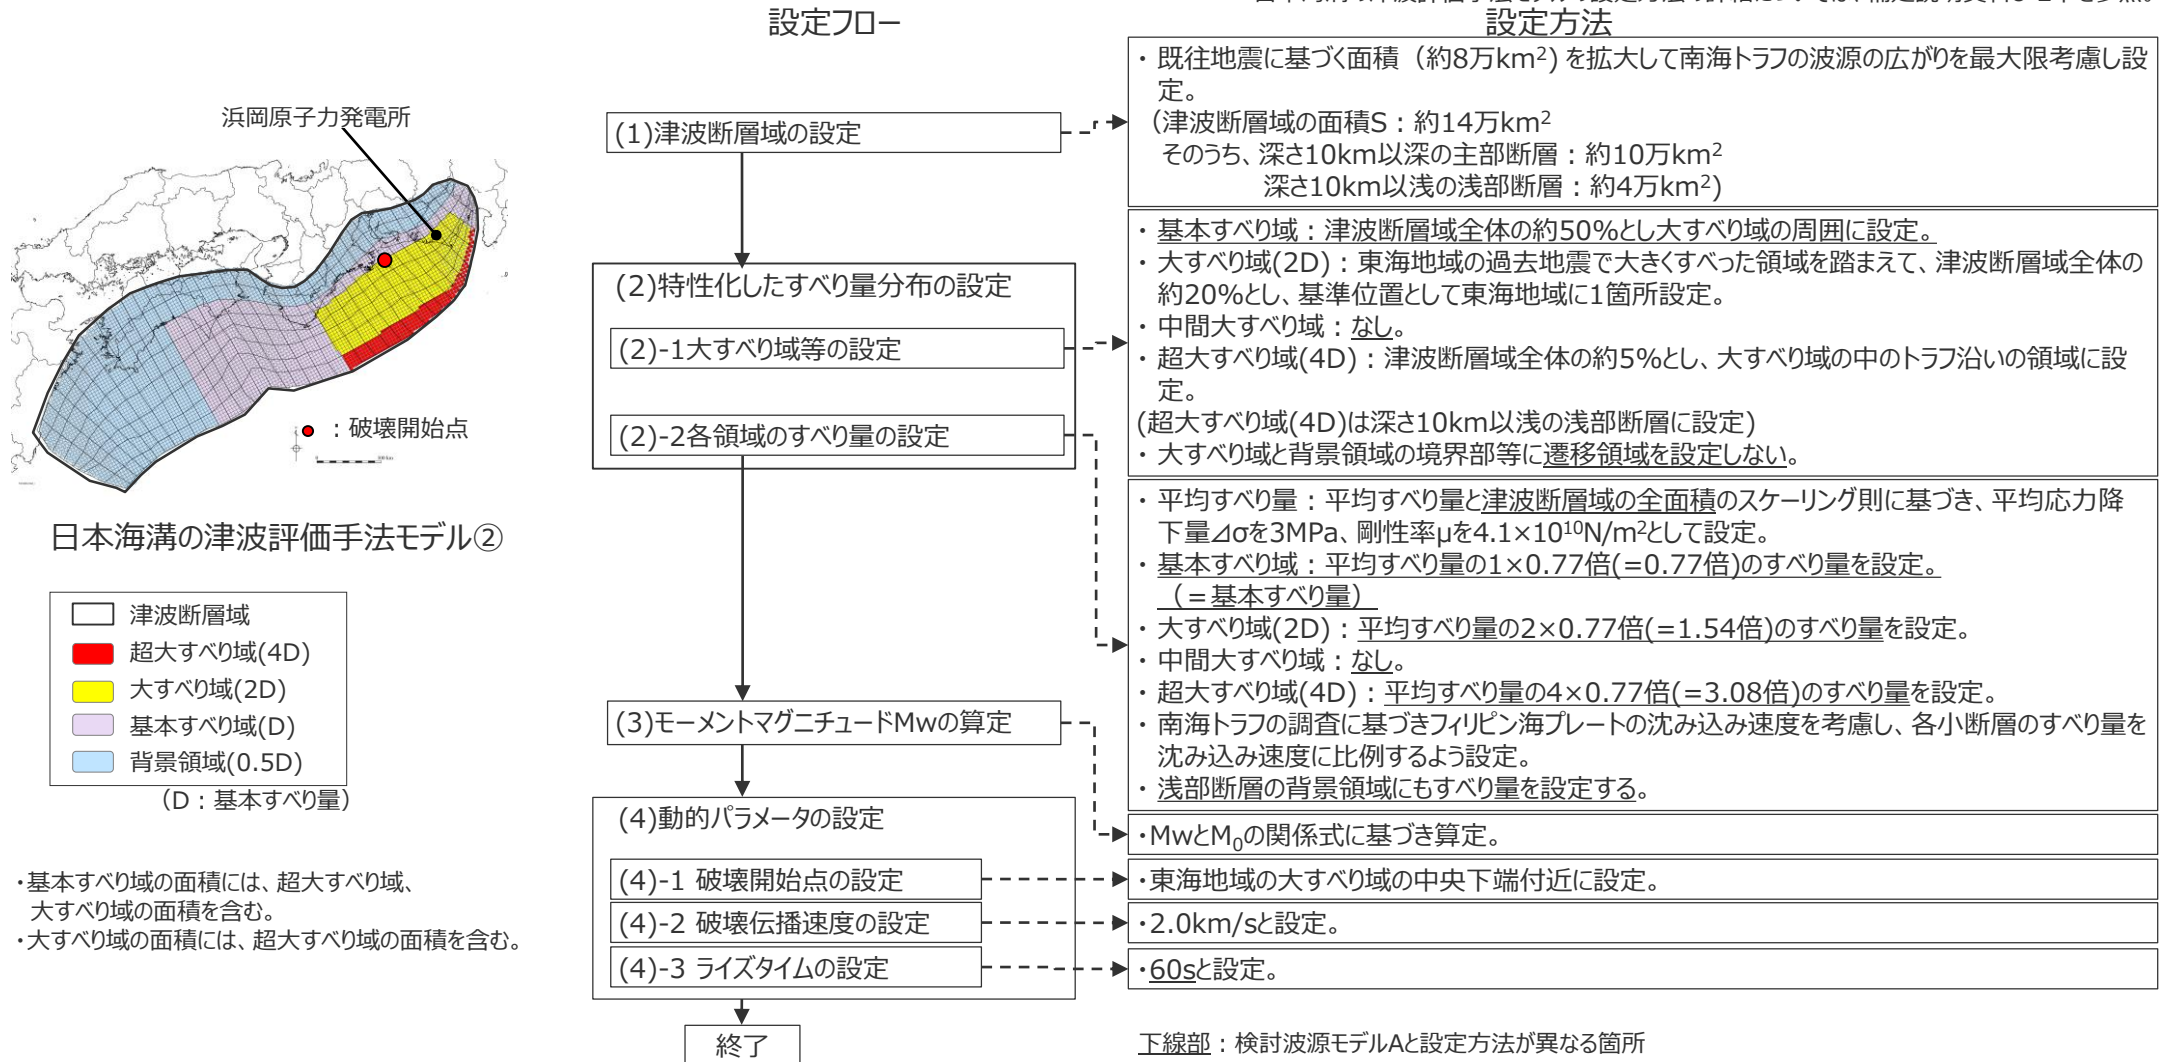 設定フロー
設定方法
浜岡原子力発電所
●：破壊開始点
日本海溝の津波評価手法モデル②
津波断層域
超大すべり域(4D)
大すべり域(2D)
基本すべり域(D)
背景領域(0.5D)
（D：基本すべり量）
・基本すべり域の面積には、超大すべり域、
大すべり域の面積を含む。
・大すべり域の面積には、超大すべり域の面積を含む。
(1)津波断層域の設定
(2)特性化したすべり量分布の設定
(2)-1大すべり域等の設定
(2)-2各領域のすべり量の設定
(3)モーメントマグニチュードMwの算定
(4)動的パラメータの設定
(4)-1 破壊開始点の設定
(4)-2 破壊伝播速度の設定
(4)-3 ライズタイムの設定
終了
・既往地震に基づく面積（約8万km²) を拡大して南海トラフの波源の広がりを最大限考慮し設
定。
（津波断層域の面積S：約14万km²
そのうち、深さ10km以深の主部断層：約10万km²
深さ10km以浅の浅部断層：約4万km²)
・基本すべり域：津波断層域全体の約50%とし大すべり域の周囲に設定。
・大すべり域(2D)：東海地域の過去地震で大きくすべった領域を踏まえて、津波断層域全体の
約20%とし、基準位置として東海地域に1箇所設定。
・中間大すべり域：なし。
・超大すべり域(4D)：津波断層域全体の約5%とし、大すべり域の中のトラフ沿いの領域に設
定。
(超大すべり域(4D)は深さ10km以浅の浅部断層に設定)
・大すべり域と背景領域の境界部等に遷移領域を設定しない。
・平均すべり量：平均すべり量と津波断層域の全面積のスケーリング則に基づき、平均応力降
下量⊿σを3MPa、剛性率μを4.1×10¹⁰N/m²として設定。
・基本すべり域：平均すべり量の1×0.77倍(=0.77倍)のすべり量を設定。
（＝基本すべり量）
・大すべり域(2D)：平均すべり量の2×0.77倍(=1.54倍)のすべり量を設定。
・中間大すべり域：なし。
・超大すべり域(4D)：平均すべり量の4×0.77倍(=3.08倍)のすべり量を設定。
・南海トラフの調査に基づきフィリピン海プレートの沈み込み速度を考慮し、各小断層のすべり量を
沈み込み速度に比例するよう設定。
・浅部断層の背景領域にもすべり量を設定する。
・MwとM₀の関係式に基づき算定。
・東海地域の大すべり域の中央下端付近に設定。
・2.0km/sと設定。
・60sと設定。
下線部：検討波源モデルAと設定方法が異なる箇所